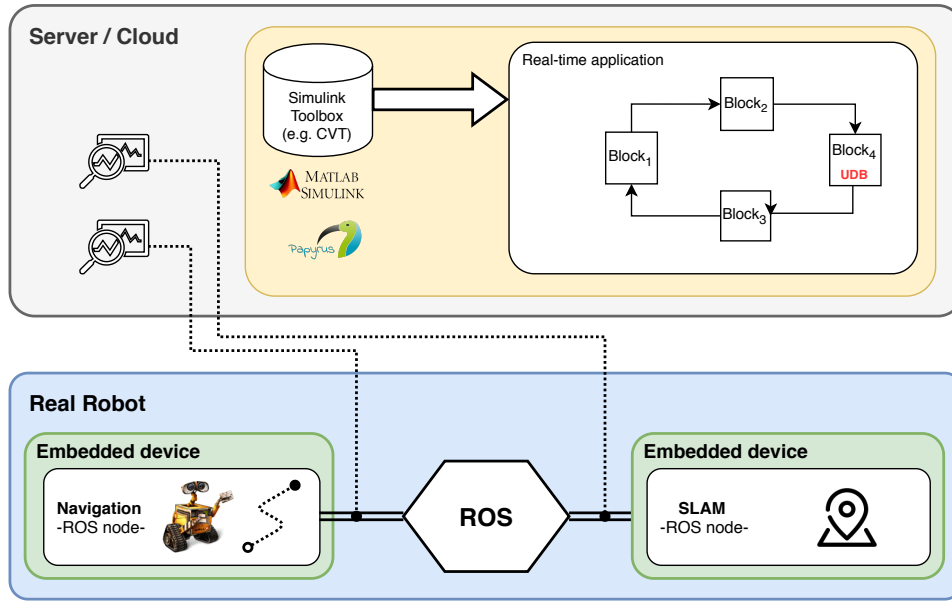 Server / Cloud
Simulink
Toolbox
(e.g. CVT)
Real-time application
Block2
Block1
Block4
UDB
Block3
MATLAB
SIMULINK
Papyrus
Real Robot
Embedded device
Navigation
-ROS node-
ROS
Embedded device
SLAM
-ROS node-